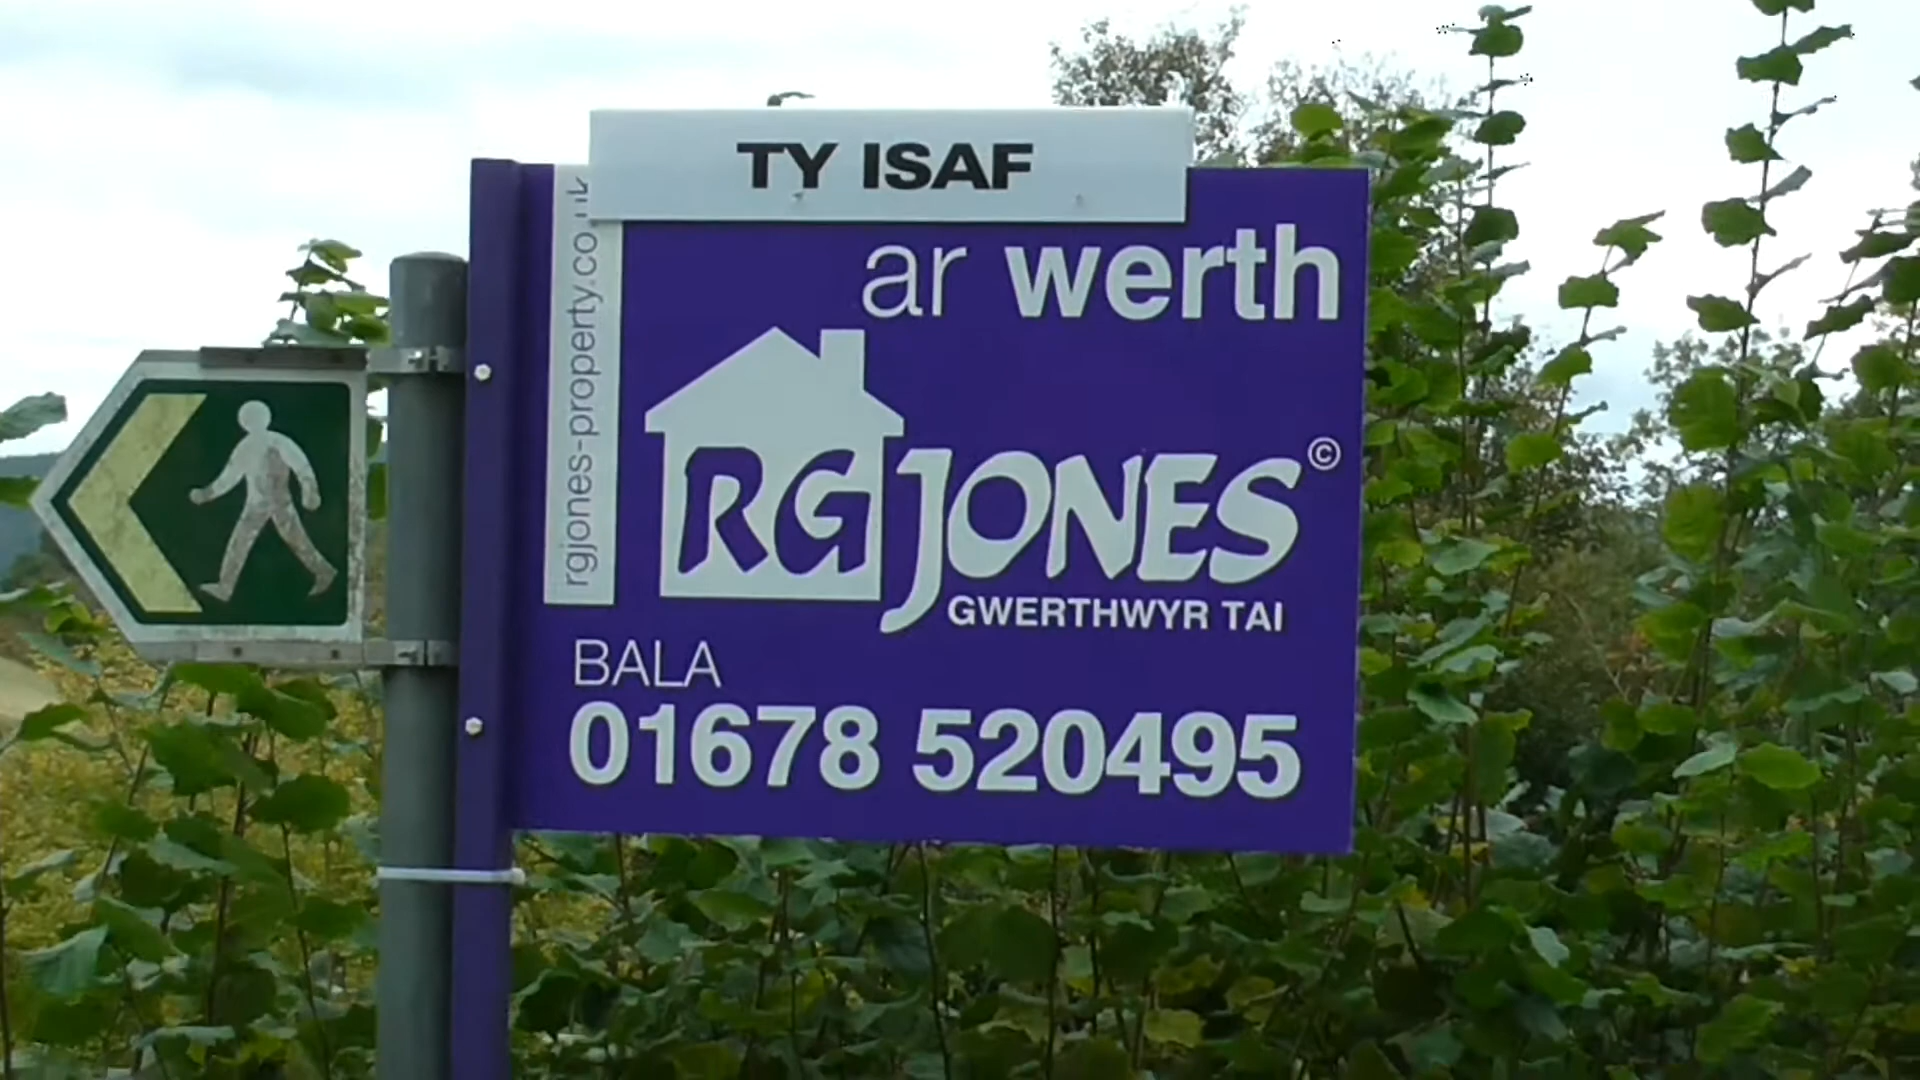 TY ISAF
ar werth
rgjones-property.co.uk
RG JONES©
GWERTHWYR TAI
BALA
01678 520495